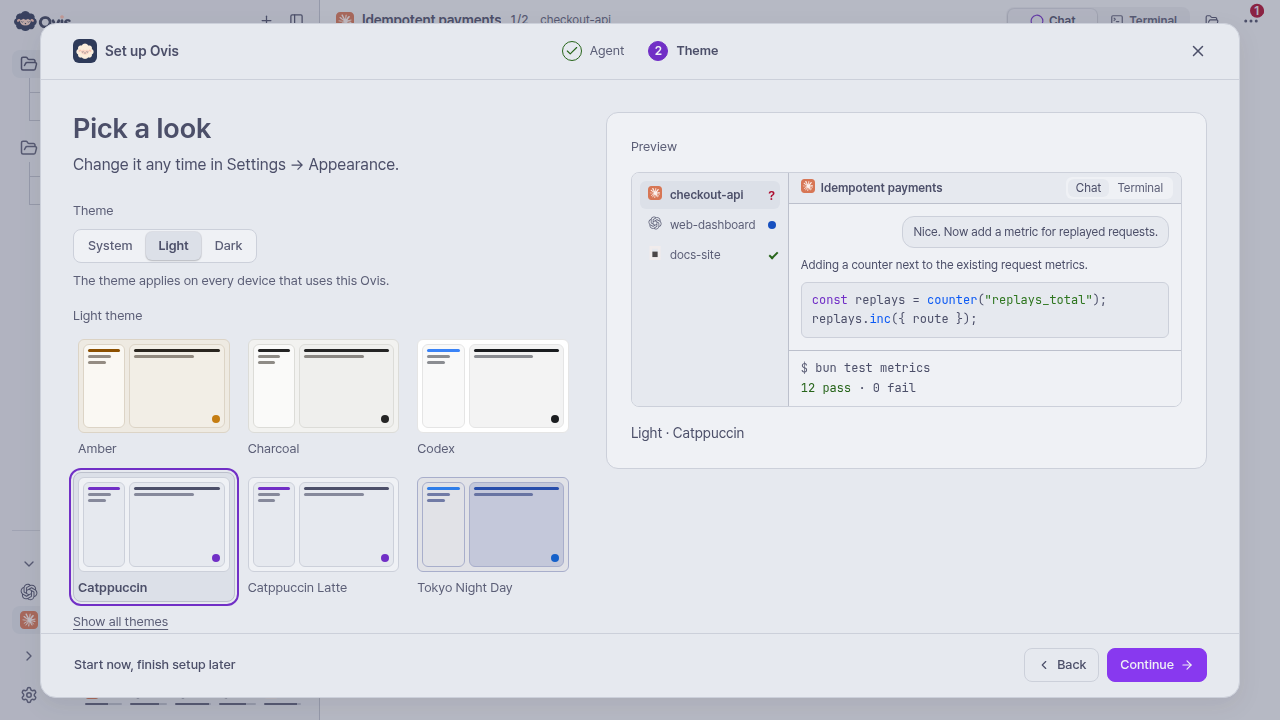 Idempotent payments 1/2 checkout-api
Chat
Terminal
1
Set up Ovis
Agent
2 Theme
Pick a look
Change it any time in Settings → Appearance.
Theme
System
Light
Dark
The theme applies on every device that uses this Ovis.
Light theme
Amber
Charcoal
Codex
Catppuccin
Catppuccin Latte
Tokyo Night Day
Show all themes
Preview
checkout-api ?
web-dashboard
docs-site
Idempotent payments
Chat
Terminal
Nice. Now add a metric for replayed requests.
Adding a counter next to the existing request metrics.
const replays = counter("replays_total");
replays.inc({ route });
$ bun test metrics
12 pass · 0 fail
Light · Catppuccin
Start now, finish setup later
Back
Continue →